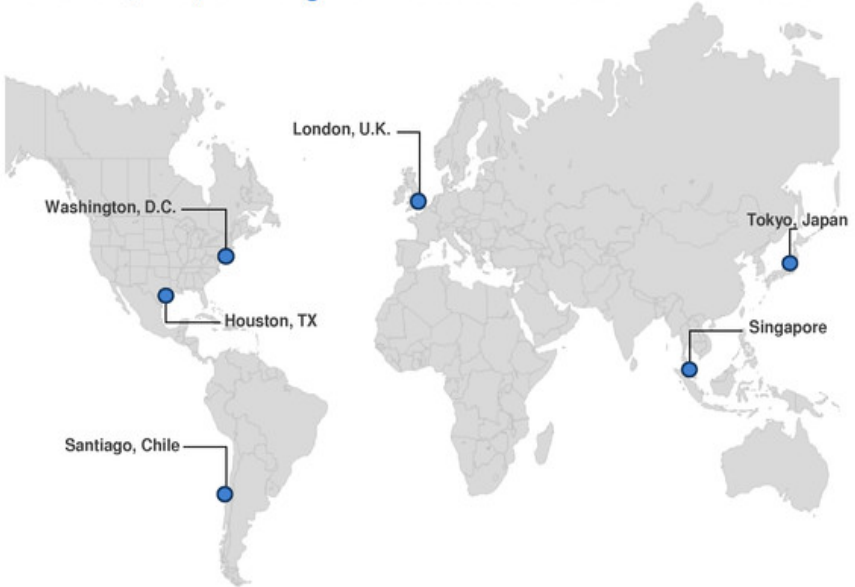 London, U.K.
Washington, D.C.
Tokyo, Japan
Houston, TX
Singapore
Santiago, Chile